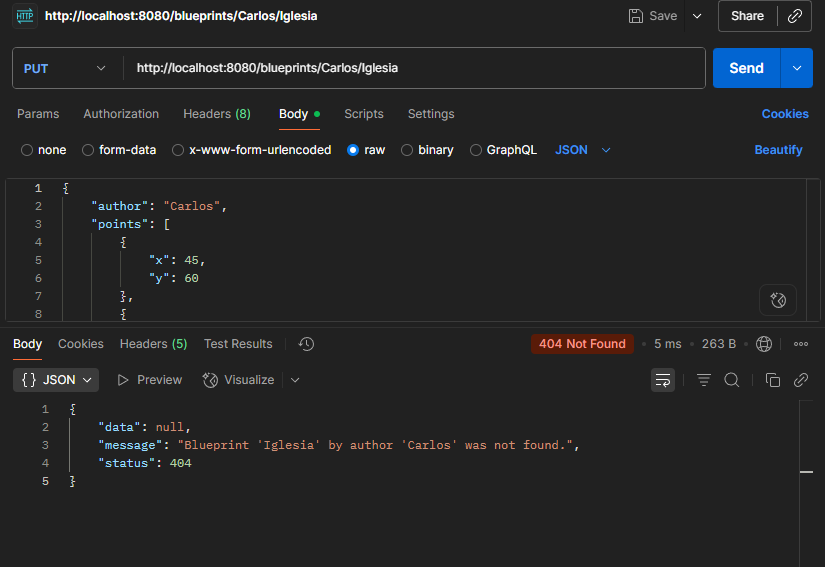 HTTP http://localhost:8080/blueprints/Carlos/Iglesia Save Share
PUT http://localhost:8080/blueprints/Carlos/Iglesia Send
Params Authorization Headers (8) Body Scripts Settings Cookies
none form-data x-www-form-urlencoded raw binary GraphQL JSON Beautify
1 {
2 "author": "Carlos",
3 "points": [
4 {
5 "x": 45,
6 "y": 60
7 },
8 {
Body Cookies Headers (5) Test Results 404 Not Found 5 ms 263 B
{} JSON Preview Visualize
1 {
2 "data": null,
3 "message": "Blueprint 'Iglesia' by author 'Carlos' was not found.",
4 "status": 404
5 }